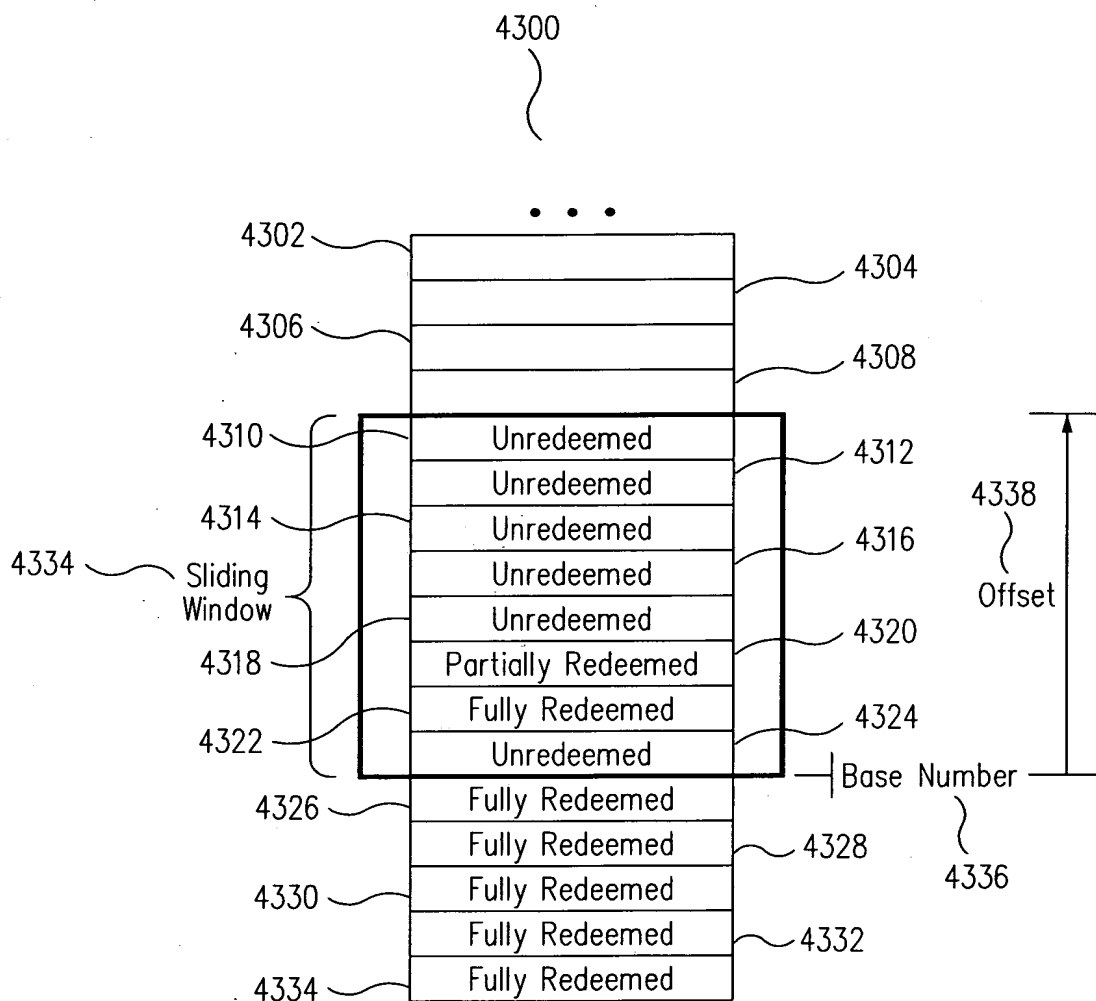 4300
• • •
4302
4304
4306
4308
4310
Unredeemed
4312
Unredeemed
4314
Unredeemed
4316
Unredeemed
4334
Sliding
Window
4338
Offset
Unredeemed
4318
4320
Partially Redeemed
Fully Redeemed
4322
4324
Unredeemed
Base Number
4336
4326
Fully Redeemed
Fully Redeemed
4328
4330
Fully Redeemed
Fully Redeemed
4332
4334
Fully Redeemed